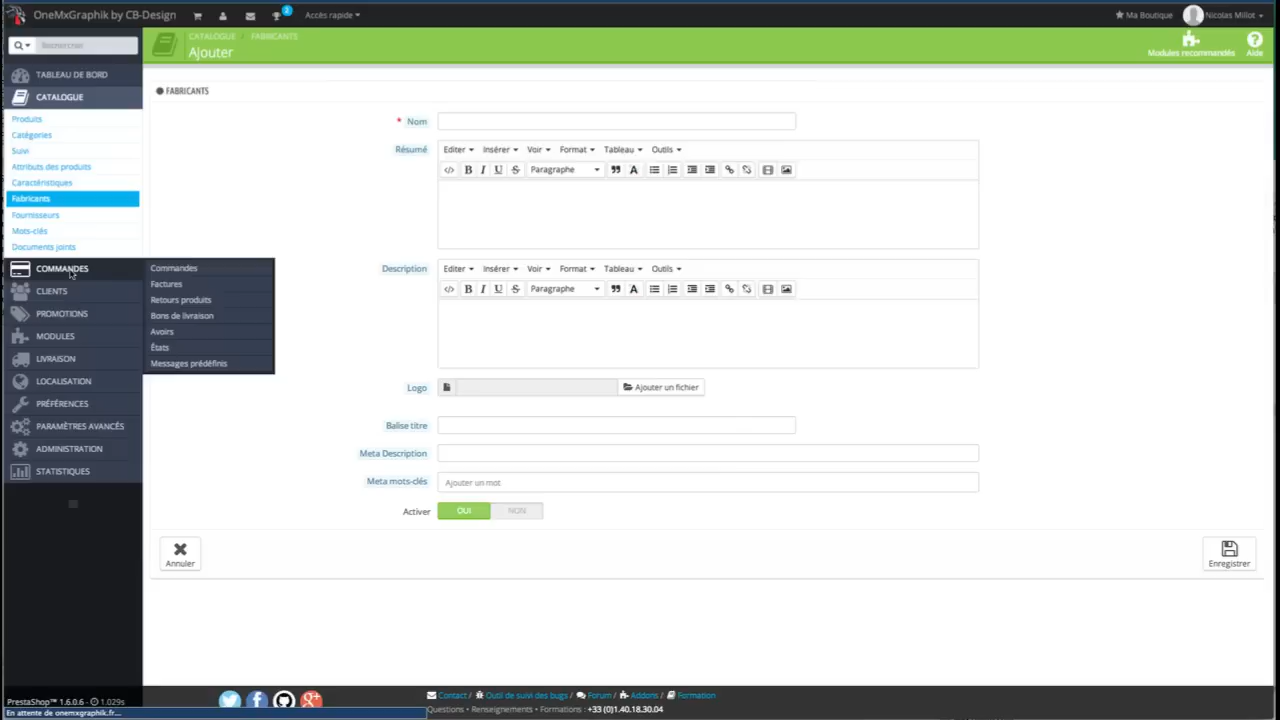 OneMxGraphik by CB-Design
2
Accès rapide
Ma Boutique
Nicolas Millot
Rechercher
CATALOGUE / FABRICANTS
Ajouter
Modules recommandés
Aide
TABLEAU DE BORD
CATALOGUE
Produits
Catégories
Suivi
Attributs des produits
Caractéristiques
Fabricants
Fournisseurs
Mots-clés
Documents joints
COMMANDES
CLIENTS
PROMOTIONS
MODULES
LIVRAISON
LOCALISATION
PRÉFÉRENCES
PARAMÈTRES AVANCÉS
ADMINISTRATION
STATISTIQUES
Commandes
Factures
Retours produits
Bons de livraison
Avoirs
États
Messages prédéfinis
FABRICANTS
* Nom
Résumé
Editer Insérer Voir Format Tableau Outils
B I U S Paragraphe A
Description
Editer Insérer Voir Format Tableau Outils
B I U S Paragraphe A
Logo
Ajouter un fichier
Balise titre
Meta Description
Meta mots-clés
Ajouter un mot
Activer
OUI NON
Annuler
Enregistrer
PrestaShop™ 1.6.0.6 - 1.029s
Contact / Outil de suivi des bugs / Forum / Addons / Formation
Questions • Renseignements • Formations : +33 (0)1.40.18.30.04
En attente de onemxgraphik.fr...